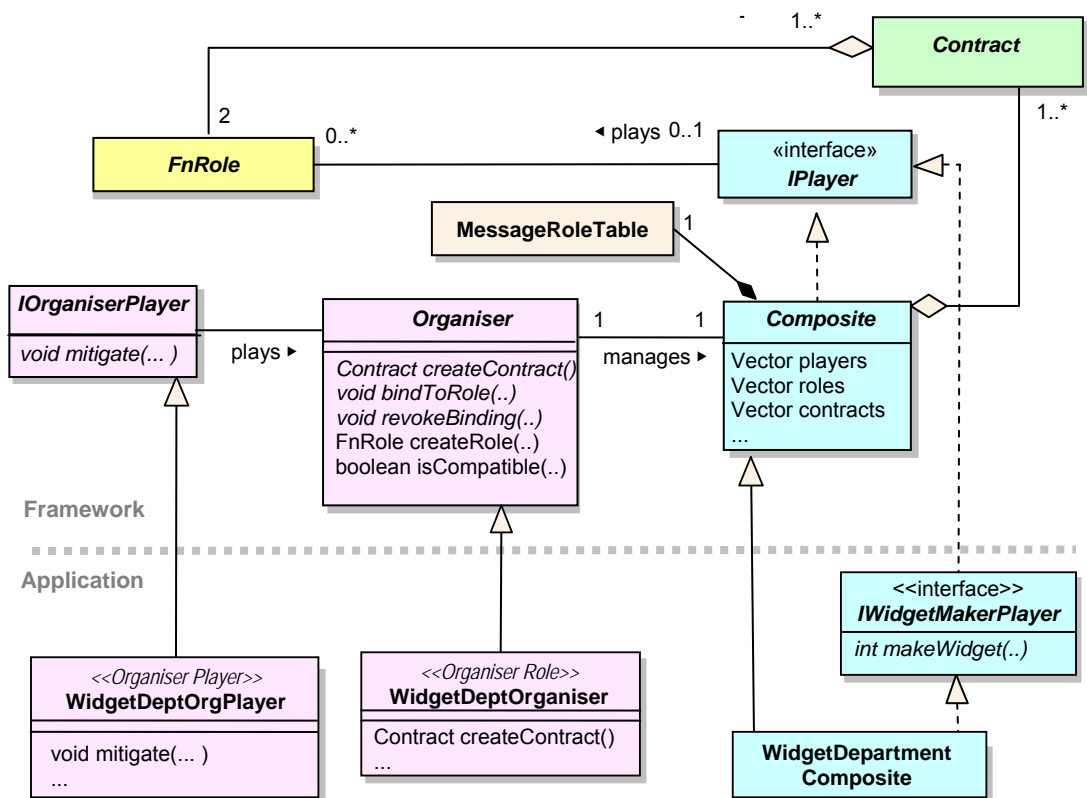 -
1..*
Contract
2
1..*
0..*
◄ plays 0..1
«interface»
IPlayer
FnRole
MessageRoleTable
1
IOrganiserPlayer
void mitigate(... )
plays ►
Organiser
Contract createContract()
void bindToRole(..)
void revokeBinding(..)
FnRole createRole(..)
boolean isCompatible(..)
1
1
manages ►
Composite
Vector players
Vector roles
Vector contracts
...
Framework
Application
<<interface>>
IWidgetMakerPlayer
int makeWidget(..)
<<Organiser Player>>
WidgetDeptOrgPlayer
void mitigate(... )
...
<<Organiser Role>>
WidgetDeptOrganiser
Contract createContract()
...
WidgetDepartment
Composite